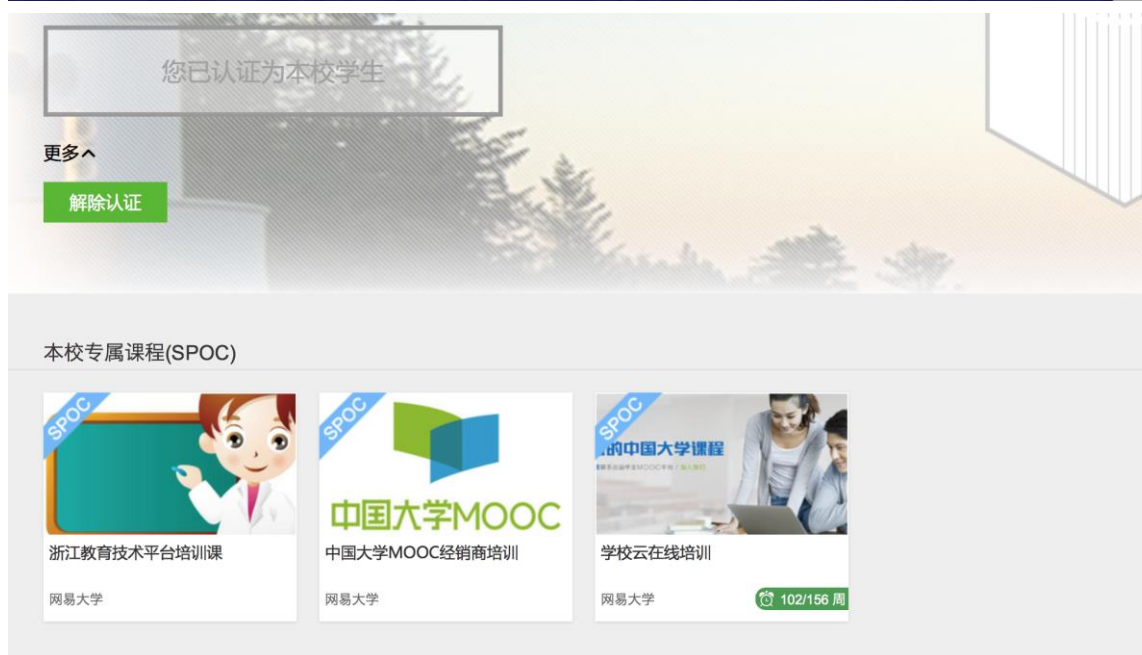 您已认证为本校学生
更多
解除认证
本校专属课程(SPOC)
SPOC
浙江教育技术平台培训课
网易大学
SPOC
中国大学MOOC
中国大学MOOC经销商培训
网易大学
SPOC
的中国大学课程
学校云在线培训
网易大学
102/156 周